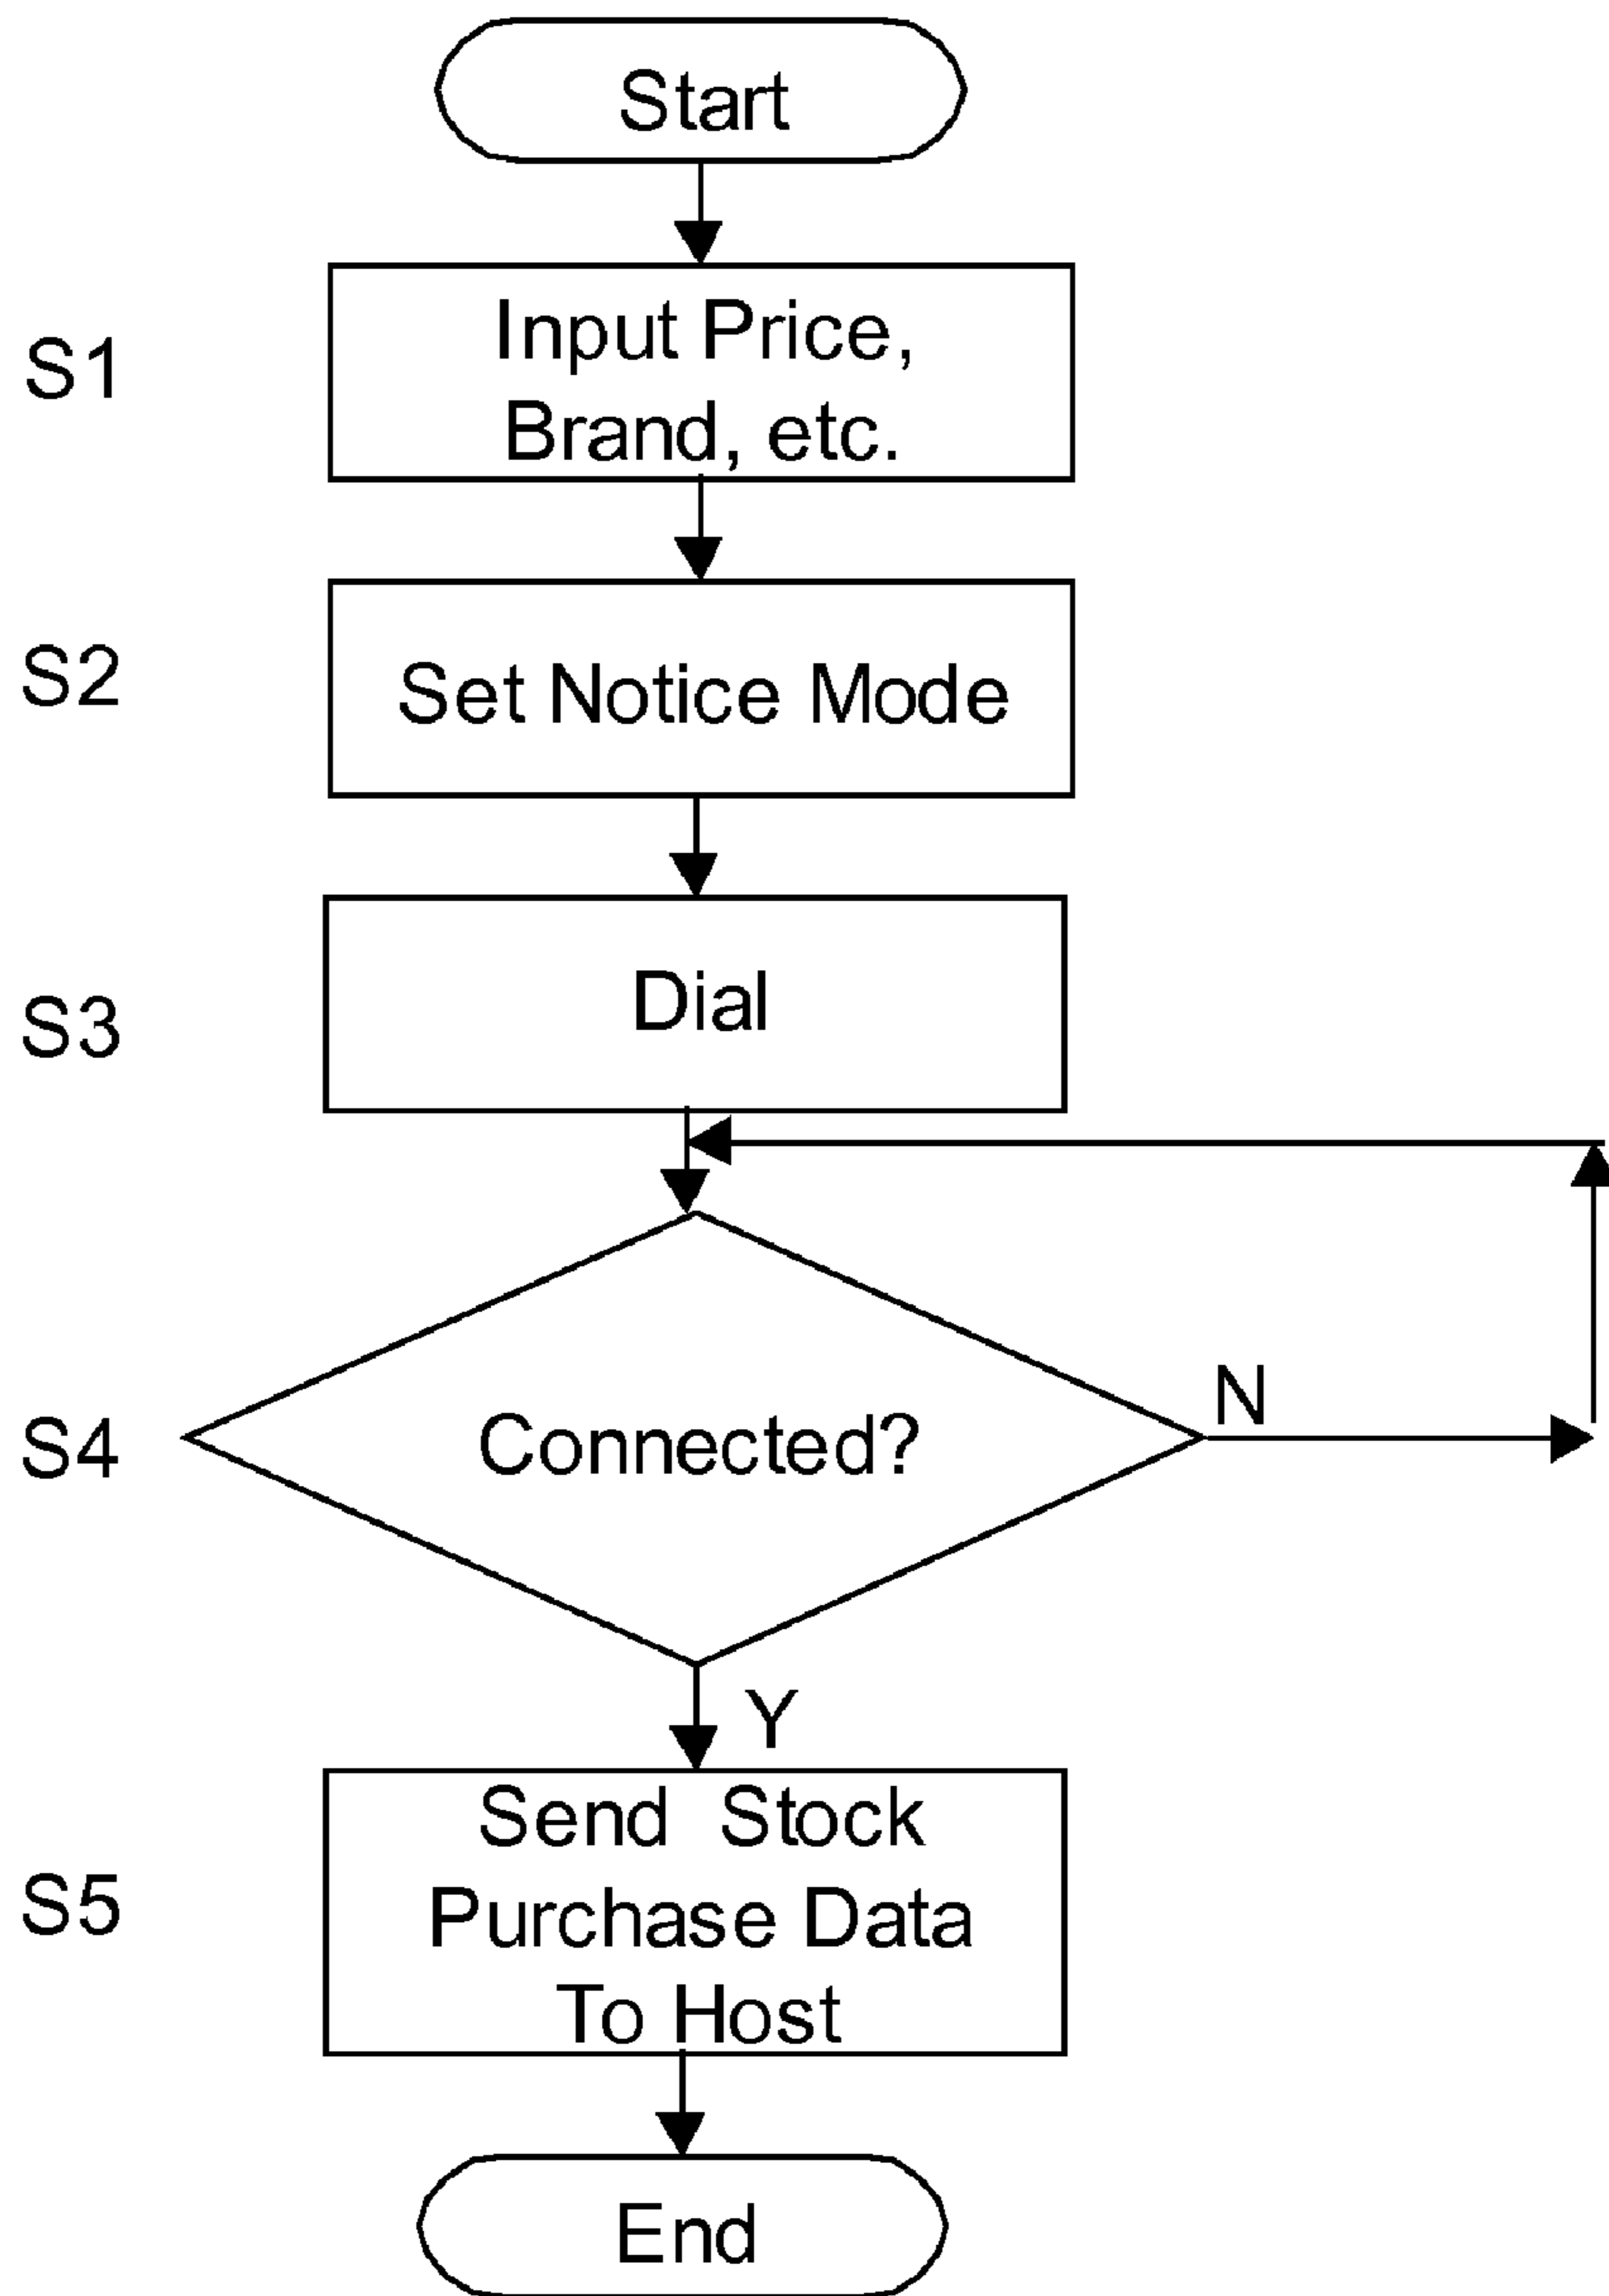 Start
S1
Input Price,
Brand, etc.
S2
Set Notice Mode
S3
Dial
S4
Connected?
N
Y
S5
Send Stock
Purchase Data
To Host
End